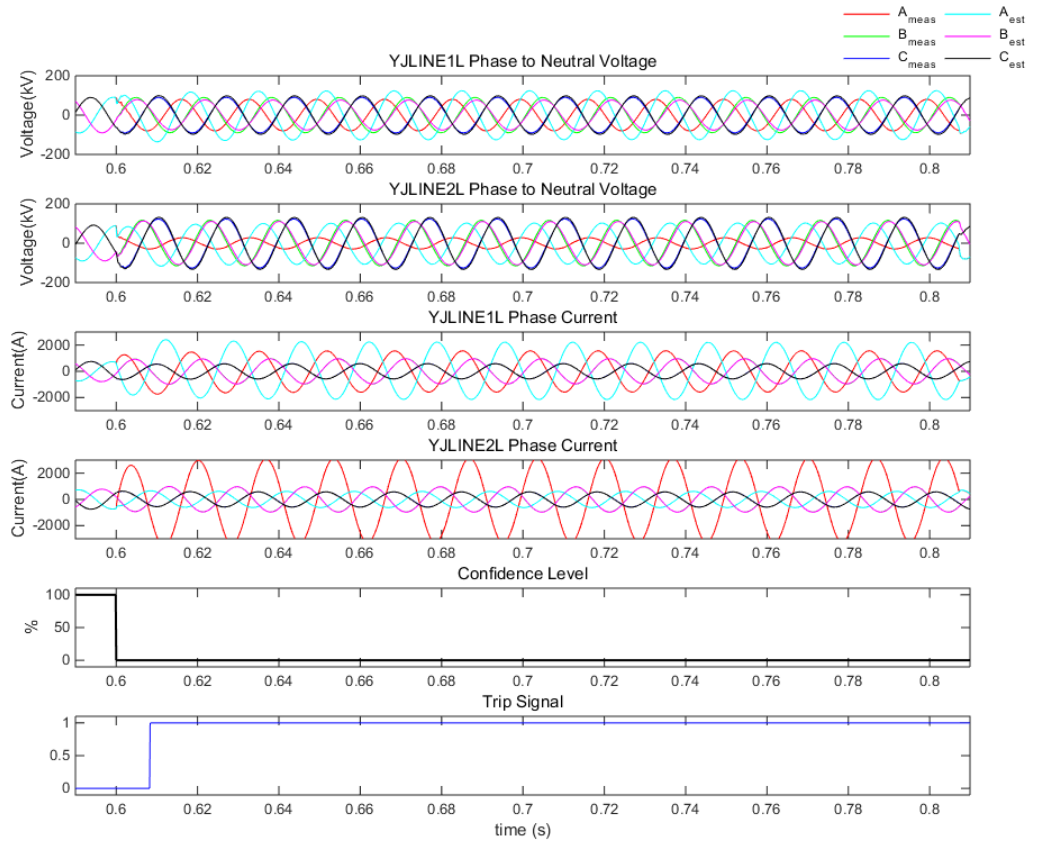 A_meas A_est
B_meas B_est
C_meas C_est
YJLINE1L Phase to Neutral Voltage
Voltage(kV)
200
0
-200
0.6 0.62 0.64 0.66 0.68 0.7 0.72 0.74 0.76 0.78 0.8
YJLINE2L Phase to Neutral Voltage
Voltage(kV)
200
0
-200
0.6 0.62 0.64 0.66 0.68 0.7 0.72 0.74 0.76 0.78 0.8
YJLINE1L Phase Current
Current(A)
2000
0
-2000
0.6 0.62 0.64 0.66 0.68 0.7 0.72 0.74 0.76 0.78 0.8
YJLINE2L Phase Current
Current(A)
2000
0
-2000
0.6 0.62 0.64 0.66 0.68 0.7 0.72 0.74 0.76 0.78 0.8
Confidence Level
%
100
50
0
0.6 0.62 0.64 0.66 0.68 0.7 0.72 0.74 0.76 0.78 0.8
Trip Signal
1
0.5
0
0.6 0.62 0.64 0.66 0.68 0.7 0.72 0.74 0.76 0.78 0.8
time (s)